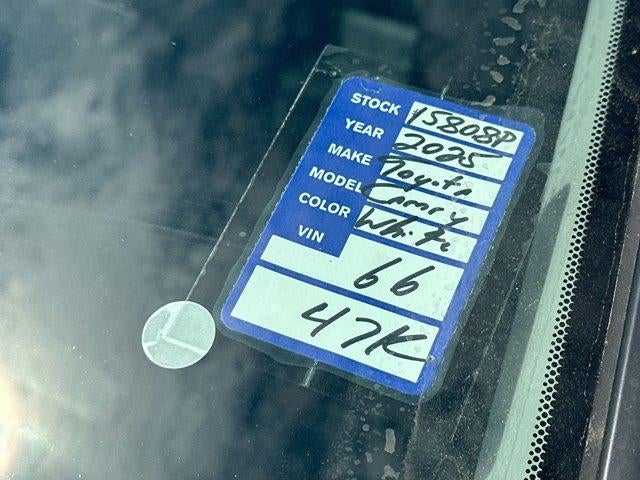 STOCK 15808P
YEAR 2025
MAKE Toyota
MODEL Camry
COLOR White
VIN 66
47K